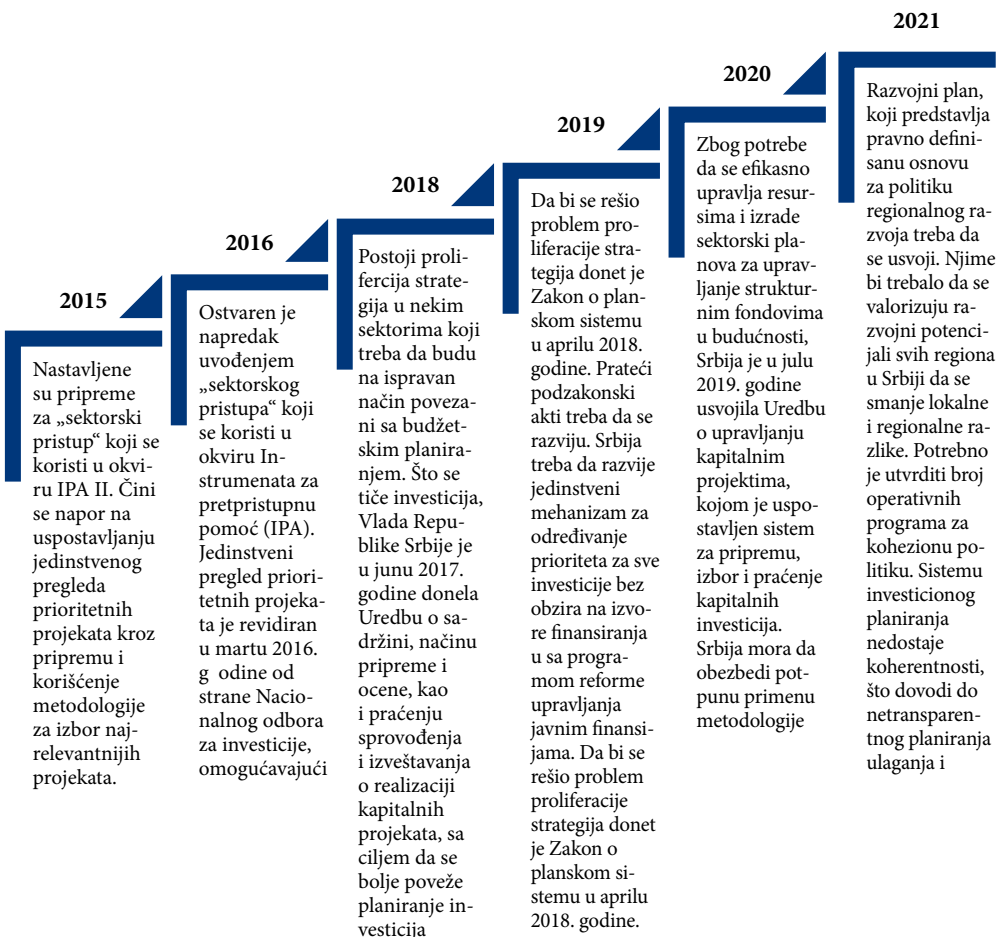 2015
Nastavljene
su pripreme
za „sektorski
pristup“ koji se
koristi u okvi-
ru IPA II. Čini
se napor na
uspostavljanju
jedinstvenog
pregleda
prioritetnih
projekata kroz
pripremu i
korišćenje
metodologije
za izbor naj-
relevantnijih
projekata.
2016
Ostvaren je
napredak
uvođenjem
„sektorskog
pristupa“ koji
se koristi u
okviru In-
strumenata za
pretpristupnu
pomoć (IPA).
Jedinstveni
pregled priori-
tetnih projeka-
ta je revidiran
u martu 2016.
g odine od
strane Nacio-
nalnog odbora
za investicije,
omogućavajući
2018
Postoji proli-
fercija strate-
gija u nekim
sektorima koji
treba da budu
na ispravan
način poveza-
ni sa budžet-
skim planira-
njem. Što se
tiče investicija,
Vlada Repu-
blike Srbije je
u junu 2017.
godine donela
Uredbu o sa-
držini, načinu
pripreme i
ocene, kao
i praćenju
sprovođenja
i izveštavanja
o realizaciji
kapitalnih
projekata, sa
ciljem da se
bolje poveže
planiranje in-
vesticija
2019
Da bi se rešio
problem pro-
liferacije stra-
tegija donet je
Zakon o plan-
skom sistemu
u aprilu 2018.
godine. Prateći
podzakonski
akti treba da se
razviju. Srbija
treba da razvije
jedinstveni
mehanizam za
određivanje
prioriteta za sve
investicije bez
obzira na izvo-
re finansiranja
u sa progra-
mom reforme
upravljanja
javnim finansi-
jama. Da bi se
rešio problem
proliferacije
strategija donet
je Zakon o
planskom si-
stemu u aprilu
2018. godine.
2020
Zbog potrebe
da se efikasno
upravlja resur-
sima i izrade
sektorski pla-
nova za uprav-
ljanje struktur-
nim fondovima
u budućnosti,
Srbija je u julu
2019. godine
usvojila Uredbu
o upravljanju
kapitalnim
projektima,
kojom je uspo-
stavljen sistem
za pripremu,
izbor i praćenje
kapitalnih
investicija.
Srbija mora da
obezbedi pot-
punu primenu
metodologije
2021
Razvojni plan,
koji predstavlja
pravno defini-
sanu osnovu
za politiku
regionalnog ra-
zvoja treba da
se usvoji. Njime
bi trebalo da se
valorizuju ra-
zvojni potenci-
jali svih regiona
u Srbiji da se
smanje lokalne
i regionalne ra-
zlike. Potrebno
je utvrditi broj
operativnih
programa za
kohezionu po-
litiku. Sistemu
investicionog
planiranja
nedostaje
koherentnosti,
što dovodi do
netransparen-
tnog planiranja
ulaganja i